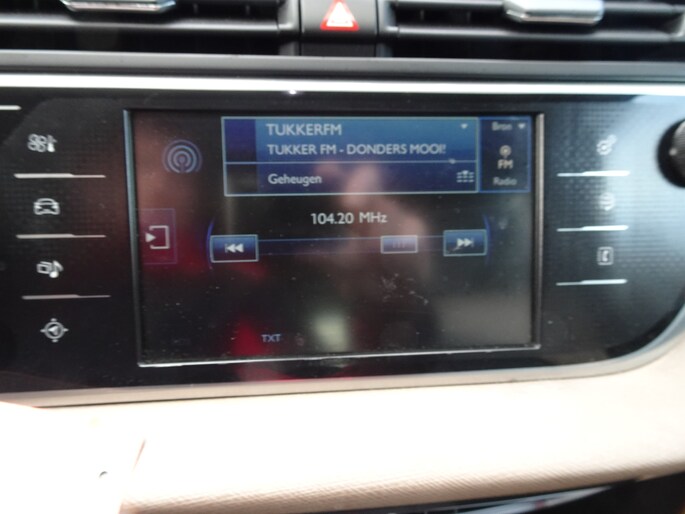 TUKKERFM
Bron
TUKKER FM - DONDERS MOOI!
FM
Geheugen
Radio
104.20 MHz
TXT